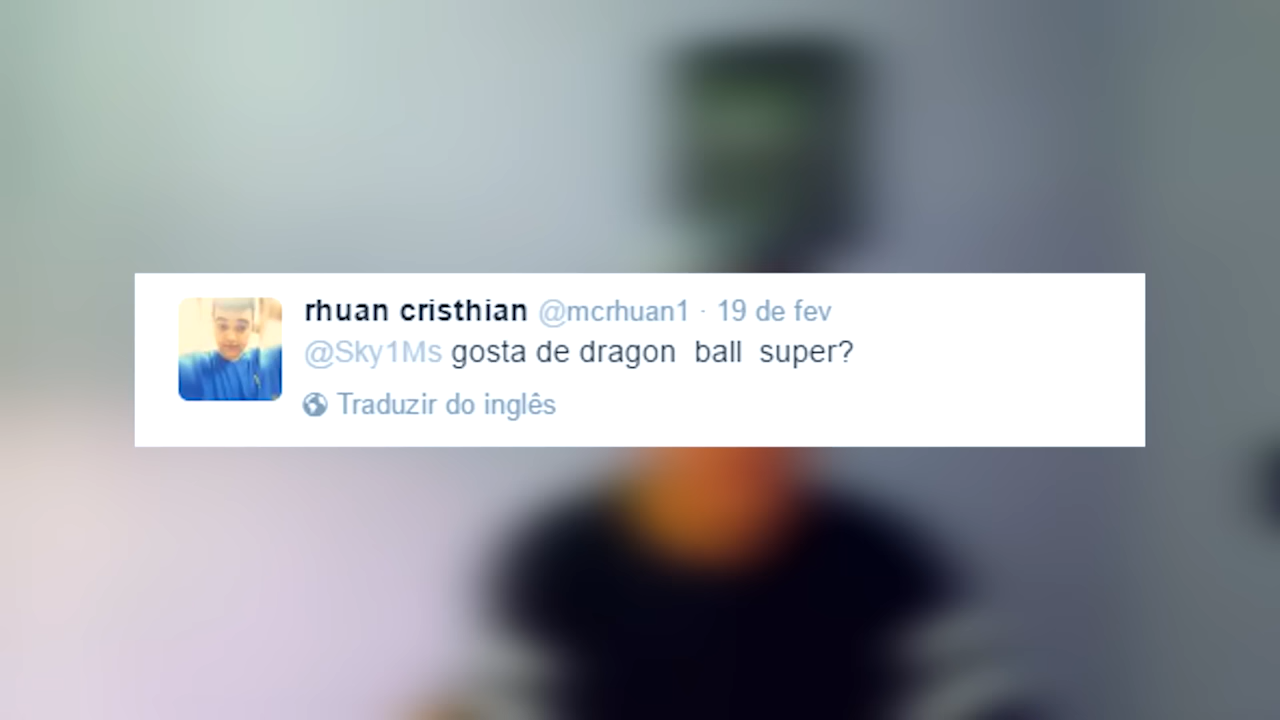 rhuan cristhian @mcrhuan1 · 19 de fev
@Sky1Ms gosta de dragon ball super?
Traduzir do inglês